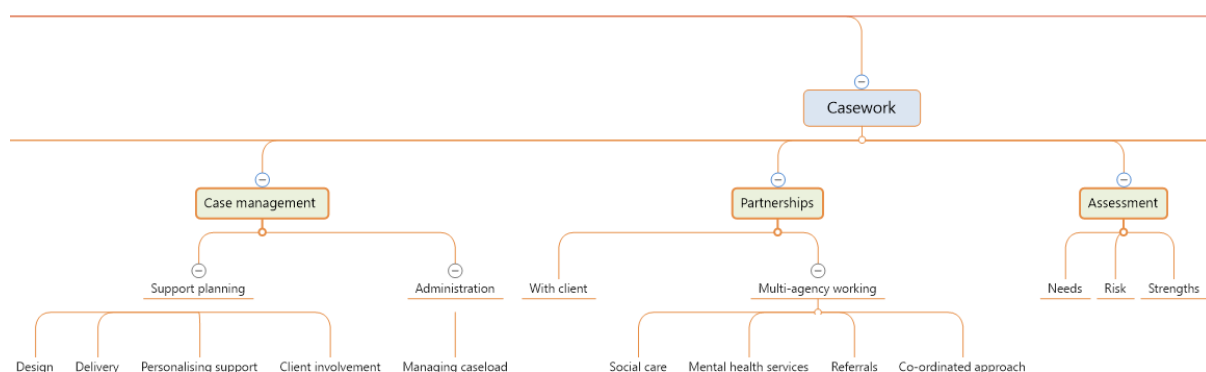 Casework
Case management
Partnerships
Assessment
Support planning
Administration
With client
Multi-agency working
Needs
Risk
Strengths
Design
Delivery
Personalising support
Client involvement
Managing caseload
Social care
Mental health services
Referrals
Co-ordinated approach